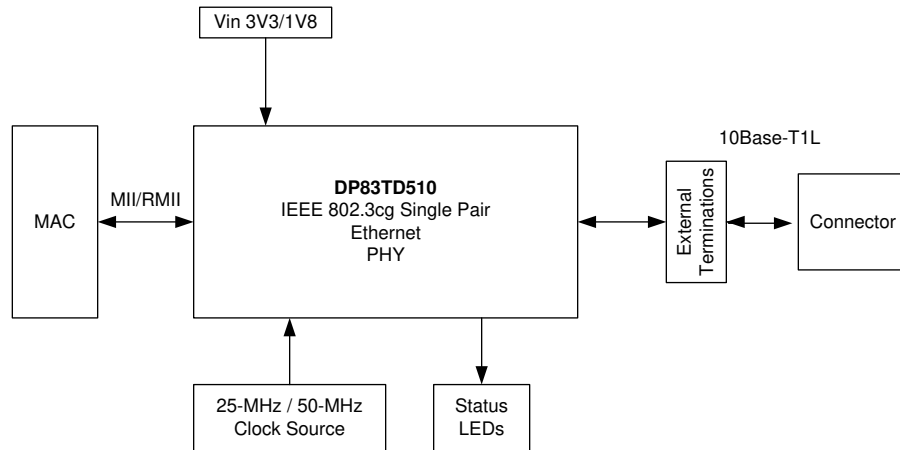 Vin 3V3/1V8
10Base-T1L
MAC
MII/RMII
DP83TD510
IEEE 802.3cg Single Pair
Ethernet
PHY
External
Terminations
Connector
25-MHz / 50-MHz
Clock Source
Status
LEDs